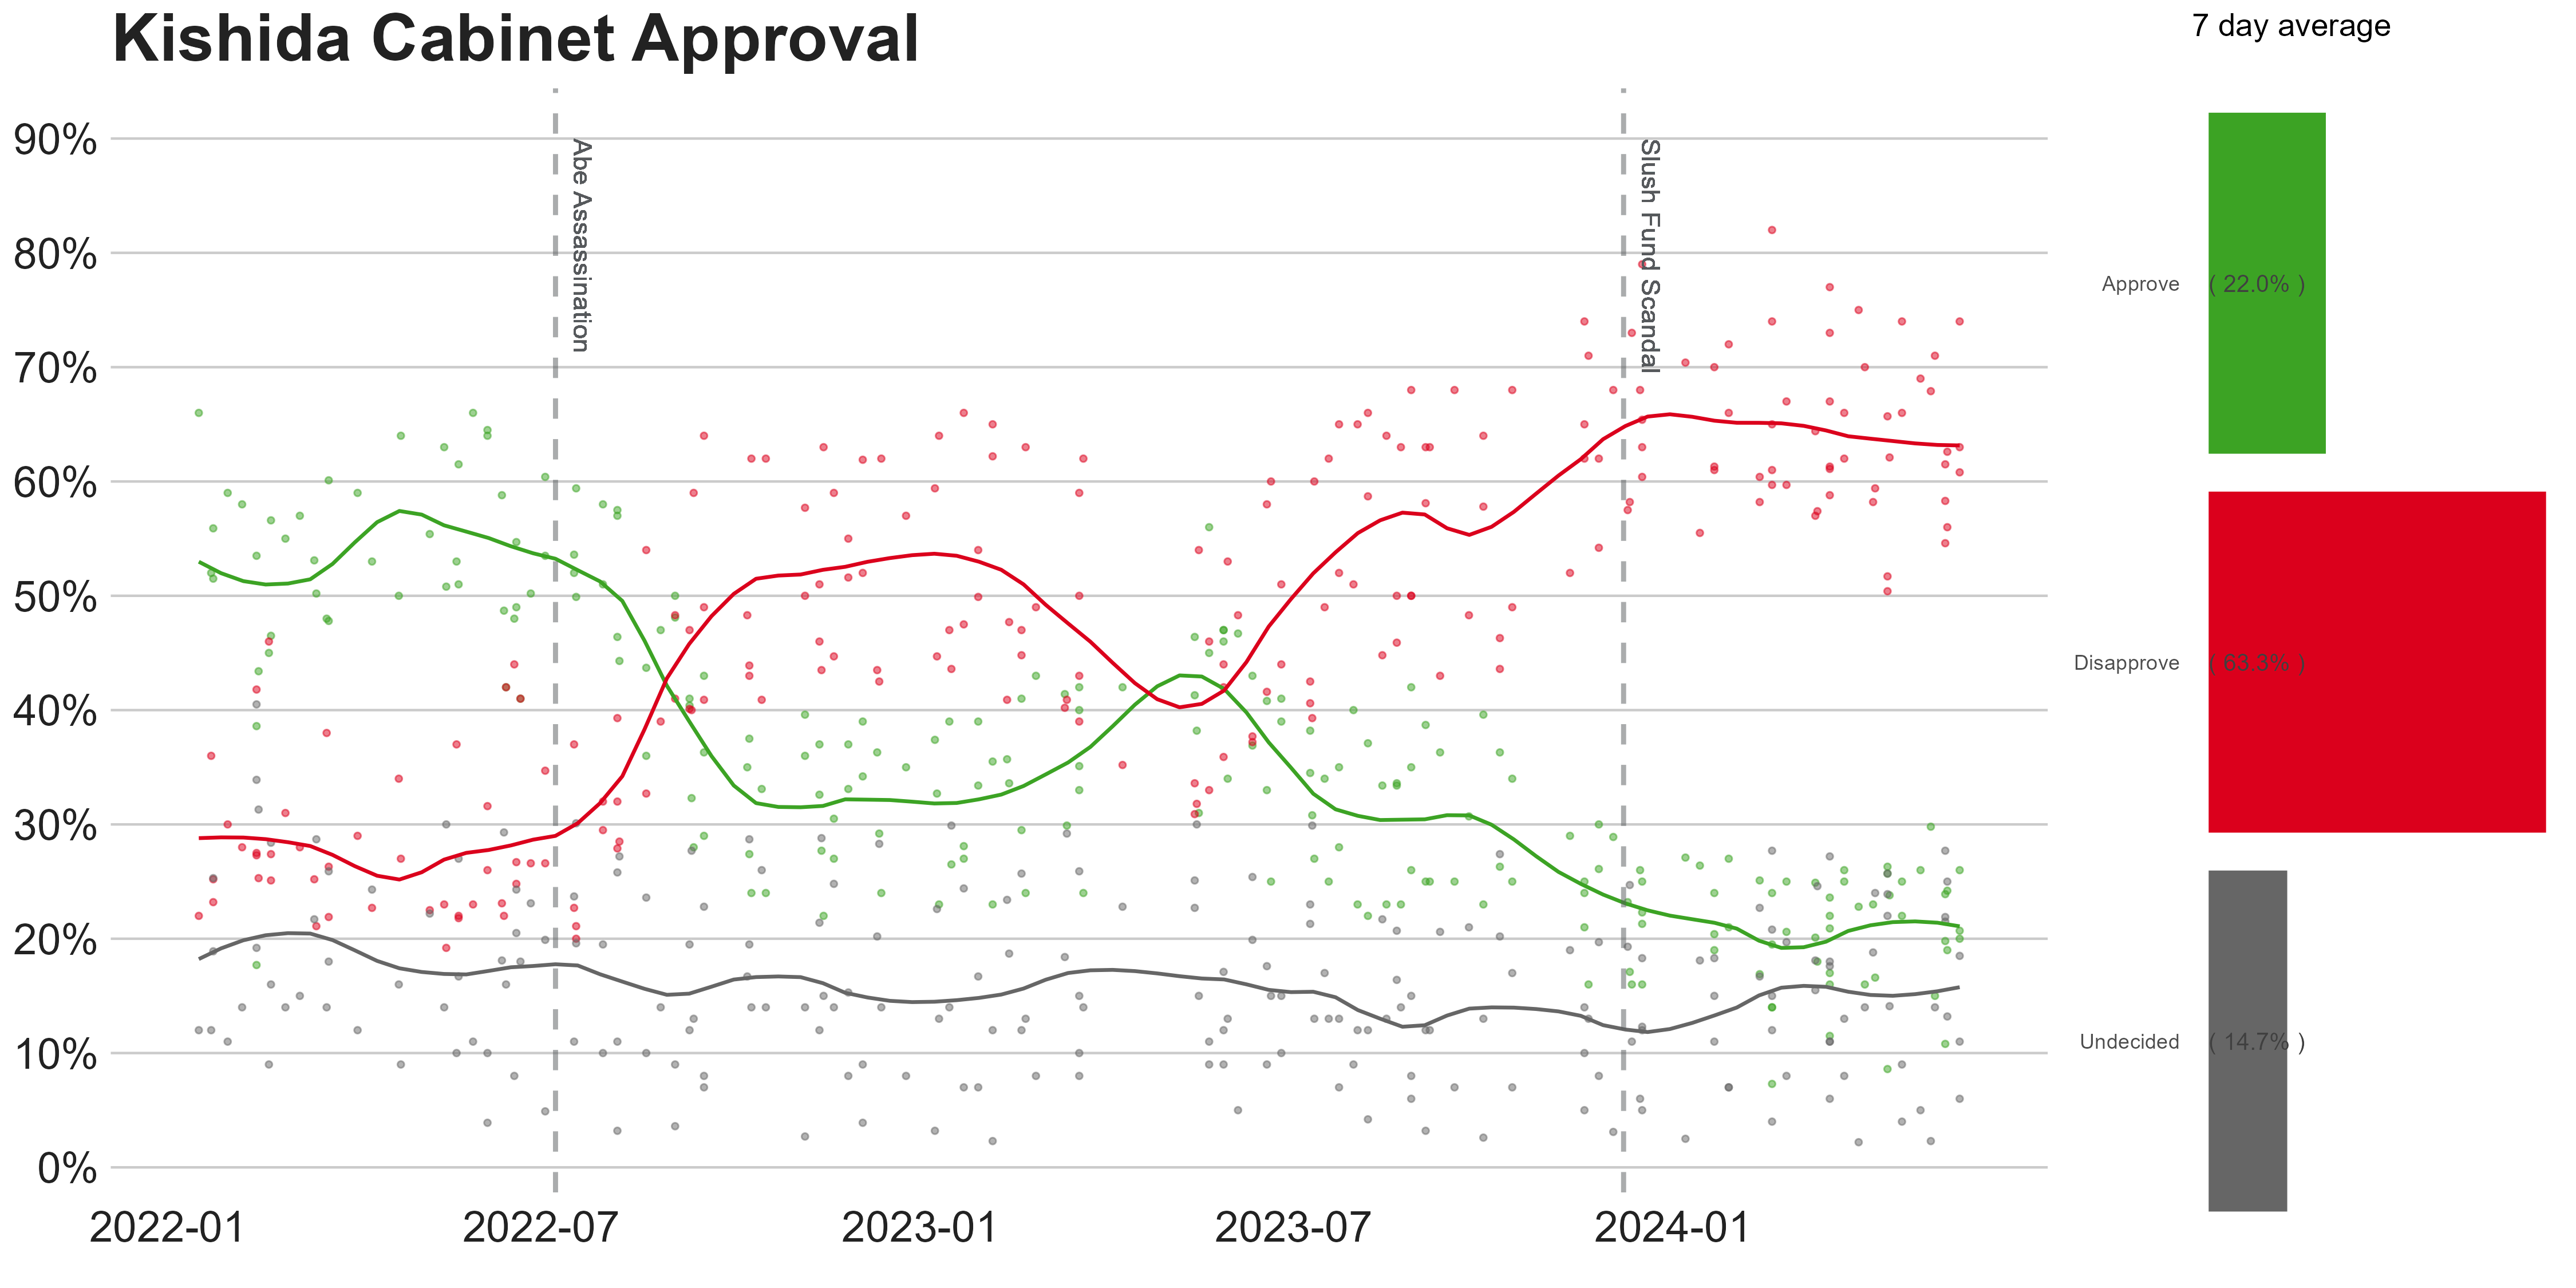 Kishida Cabinet Approval
7 day average
90%
80%
70%
60%
50%
40%
30%
20%
10%
0%
Abe Assassination
Slush Fund Scandal
2022-01
2022-07
2023-01
2023-07
2024-01
Approve
( 22.0% )
Disapprove
( 63.3% )
Undecided
( 14.7% )